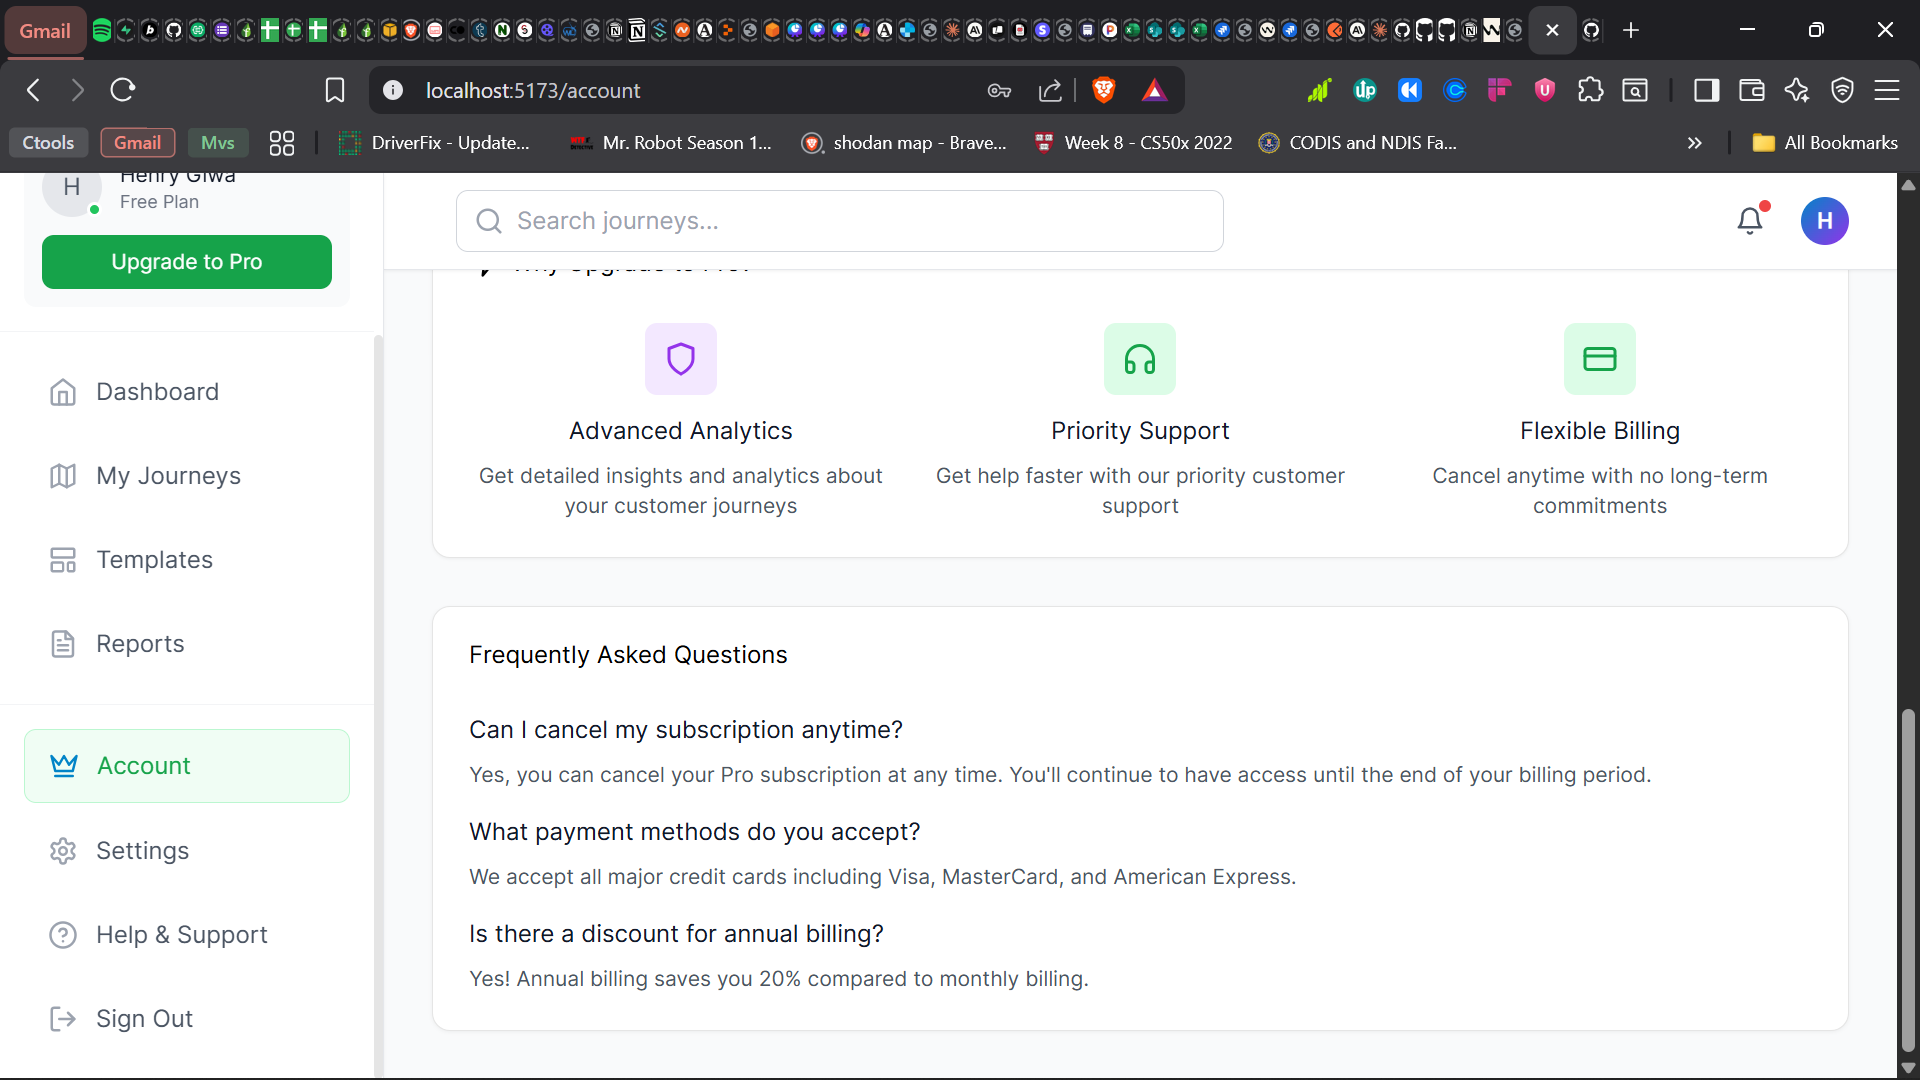 Gmail
localhost:5173/account
Ctools
Gmail
Mvs
DriverFix - Update...
Mr. Robot Season 1...
shodan map - Brave...
Week 8 - CS50x 2022
CODIS and NDIS Fa...
All Bookmarks
H
Henry Giwa
Free Plan
Upgrade to Pro
Dashboard
My Journeys
Templates
Reports
Account
Settings
Help & Support
Sign Out
Search journeys...
H
Why Upgrade to Pro?
Advanced Analytics
Get detailed insights and analytics about
your customer journeys
Priority Support
Get help faster with our priority customer
support
Flexible Billing
Cancel anytime with no long-term
commitments
Frequently Asked Questions
Can I cancel my subscription anytime?
Yes, you can cancel your Pro subscription at any time. You'll continue to have access until the end of your billing period.
What payment methods do you accept?
We accept all major credit cards including Visa, MasterCard, and American Express.
Is there a discount for annual billing?
Yes! Annual billing saves you 20% compared to monthly billing.